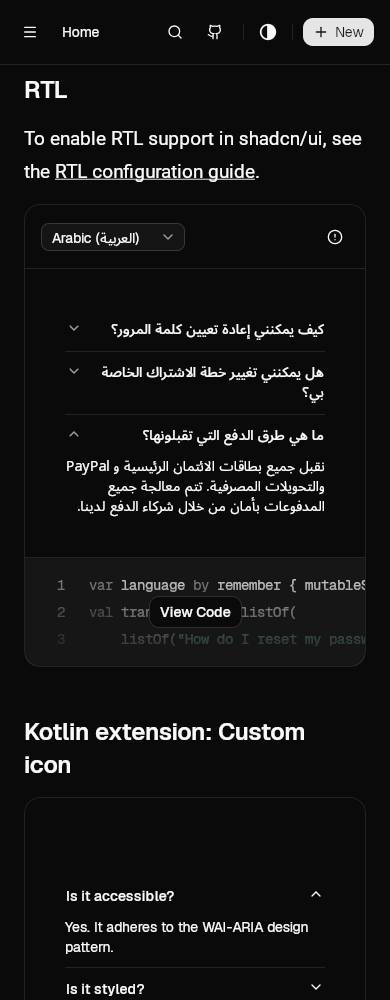 Home
New
RTL
To enable RTL support in shadcn/ui, see
the RTL configuration guide.
Arabic (العربية)
كيف يمكنني إعادة تعيين كلمة المرور؟
هل يمكنني تغيير خطة الاشتراك الخاصة
بي؟
ما هي طرق الدفع التي تقبلونها؟
نقبل جميع بطاقات الائتمان الرئيسية و PayPal
والتحويلات المصرفية. تتم معالجة جميع
المدفوعات بأمان من خلال شركاء الدفع لدينا.
1 var language by remember { mutableS
2 val tran
listOf(
View Code
3 listOf("How do I reset my passw
Kotlin extension: Custom
icon
Is it accessible?
Yes. It adheres to the WAI-ARIA design
pattern.
Is it styled?